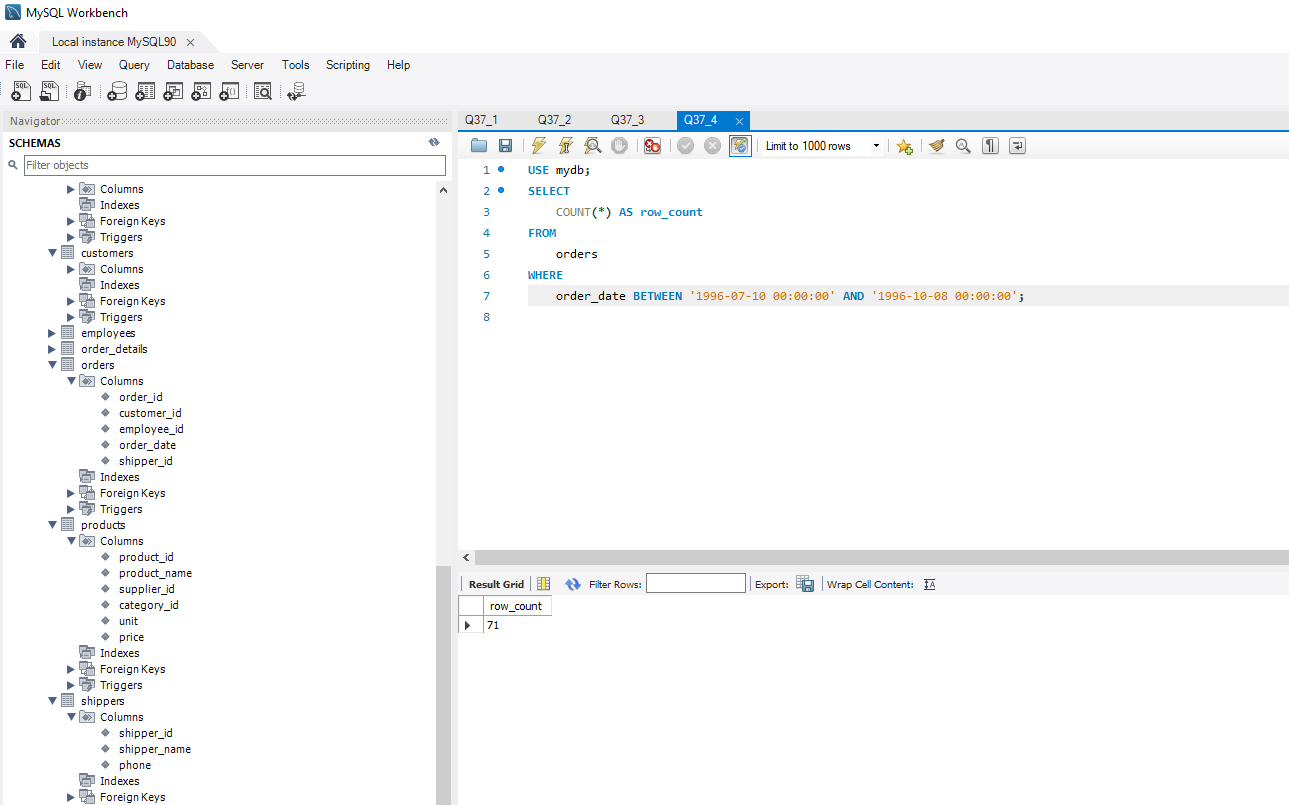 MySQL Workbench
Local instance MySQL90
File Edit View Query Database Server Tools Scripting Help
Navigator
SCHEMAS
Filter objects
Columns
Indexes
Foreign Keys
Triggers
customers
Columns
Indexes
Foreign Keys
Triggers
employees
order_details
orders
Columns
order_id
customer_id
employee_id
order_date
shipper_id
Indexes
Foreign Keys
Triggers
products
Columns
product_id
product_name
supplier_id
category_id
unit
price
Indexes
Foreign Keys
Triggers
shippers
Columns
shipper_id
shipper_name
phone
Indexes
Foreign Keys
Q37_1 Q37_2 Q37_3 Q37_4
Limit to 1000 rows
1 USE mydb;
2 SELECT
3 COUNT(*) AS row_count
4 FROM
5 orders
6 WHERE
7 order_date BETWEEN '1996-07-10 00:00:00' AND '1996-10-08 00:00:00';
8
Result Grid Filter Rows: Export: Wrap Cell Content:
row_count
71